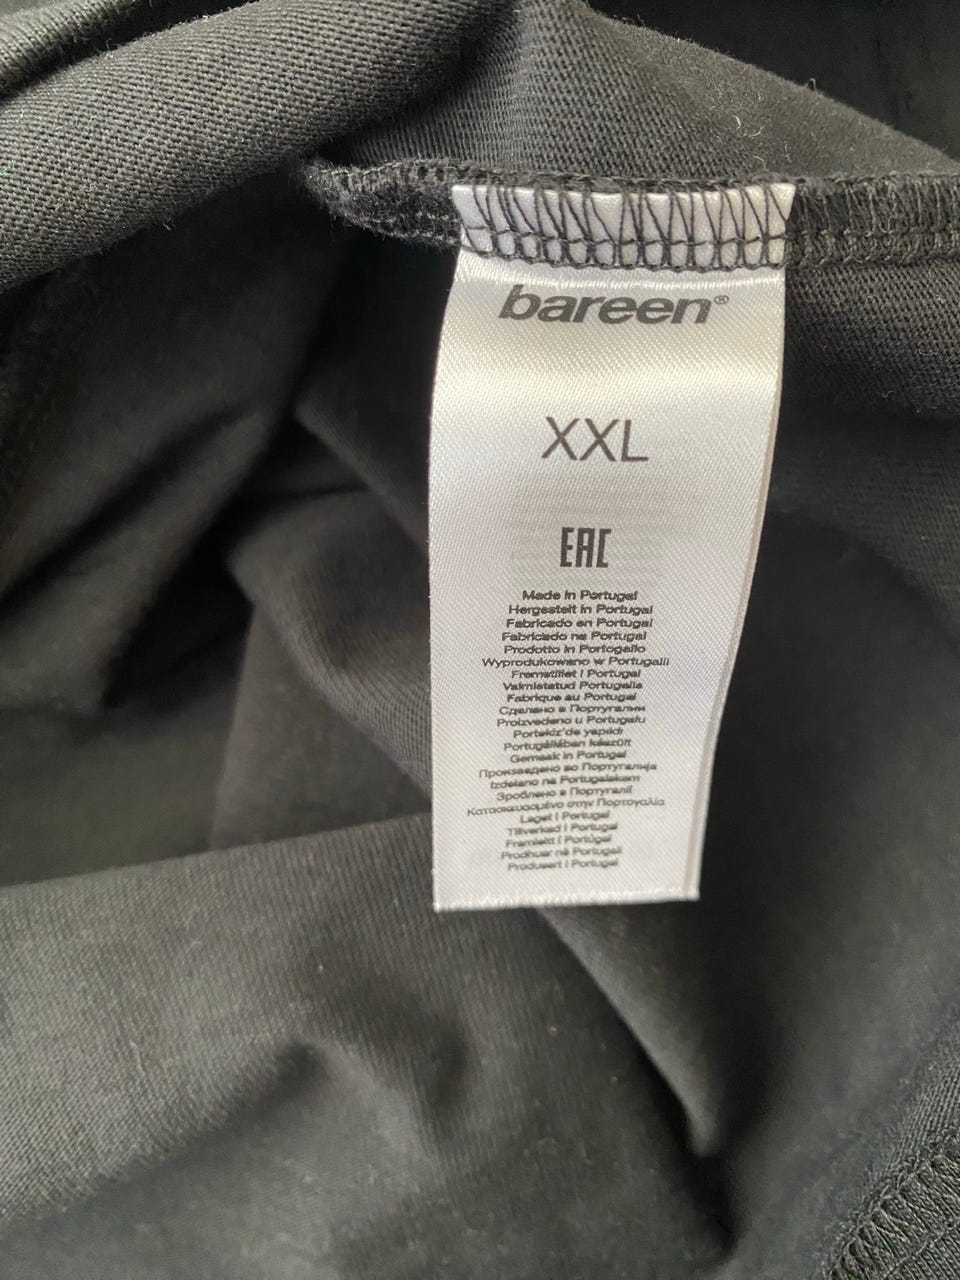 bareen®
XXL
EAC
Made in Portugal
Hergestellt in Portugal
Fabricado en Portugal
Fabricado na Portugal
Prodotto in Portogallo
Wyprodukowano w Portugalii
Fremstillet i Portugal
Valmistatud Portugalis
Fabrique au Portugal
Сделано в Португалии
Proizvedeno u Portugalu
Portekiz'de yapıldı
Portugáliában készült
Gemaakt in Portugal
Произведено во Португалија
Izdelano na Portugalskem
Зроблено в Португалії
Κατασκευασμένο στην Πορτογαλία
Laget i Portugal
Tillverkad i Portugal
Framleitt í Portúgal
Prodhuar në Portugali
Produsert i Portugal